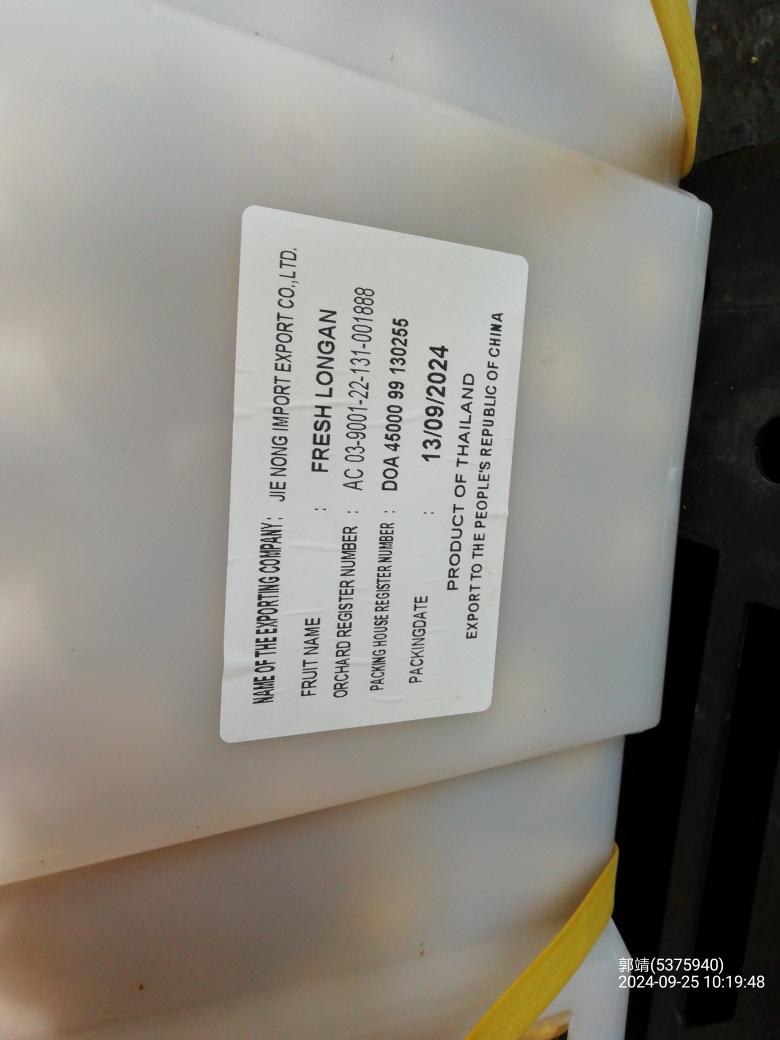 NAME OF THE EXPORTING COMPANY : JIE NONG IMPORT EXPORT CO.,LTD.
FRUIT NAME : FRESH LONGAN
ORCHARD REGISTER NUMBER : AC 03-9001-22-131-001888
PACKING HOUSE REGISTER NUMBER : DOA 45000 99 130255
PACKINGDATE : 13/09/2024
PRODUCT OF THAILAND
EXPORT TO THE PEOPLE'S REPUBLIC OF CHINA
郭靖(5375940)
2024-09-25 10:19:48